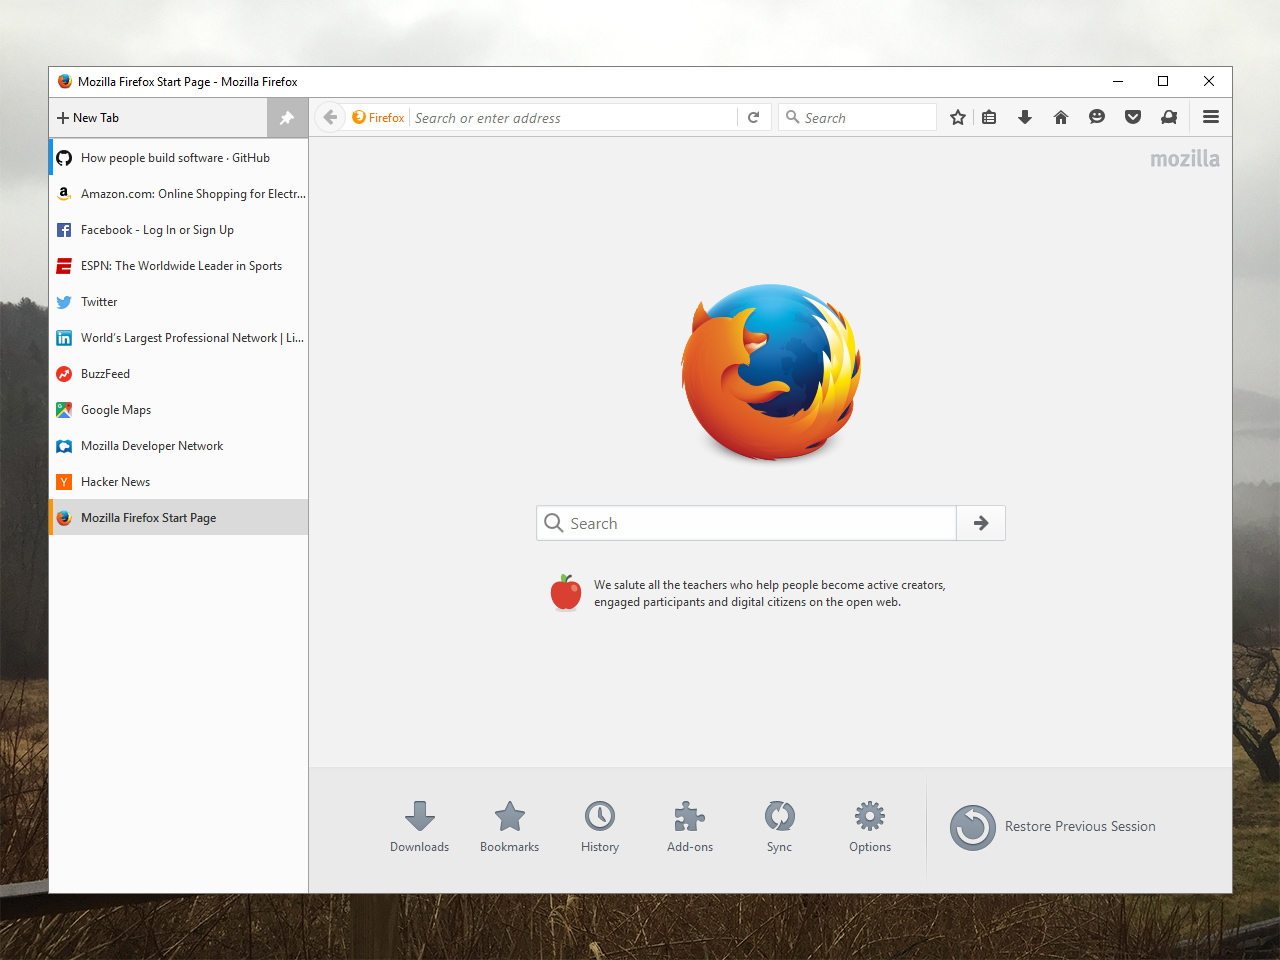 Mozilla Firefox Start Page - Mozilla Firefox
New Tab
Firefox
Search or enter address
Search
How people build software · GitHub
Amazon.com: Online Shopping for Electr...
Facebook - Log In or Sign Up
ESPN: The Worldwide Leader in Sports
Twitter
World's Largest Professional Network | Li...
BuzzFeed
Google Maps
Mozilla Developer Network
Hacker News
Mozilla Firefox Start Page
mozilla
Search
We salute all the teachers who help people become active creators,
engaged participants and digital citizens on the open web.
Downloads
Bookmarks
History
Add-ons
Sync
Options
Restore Previous Session